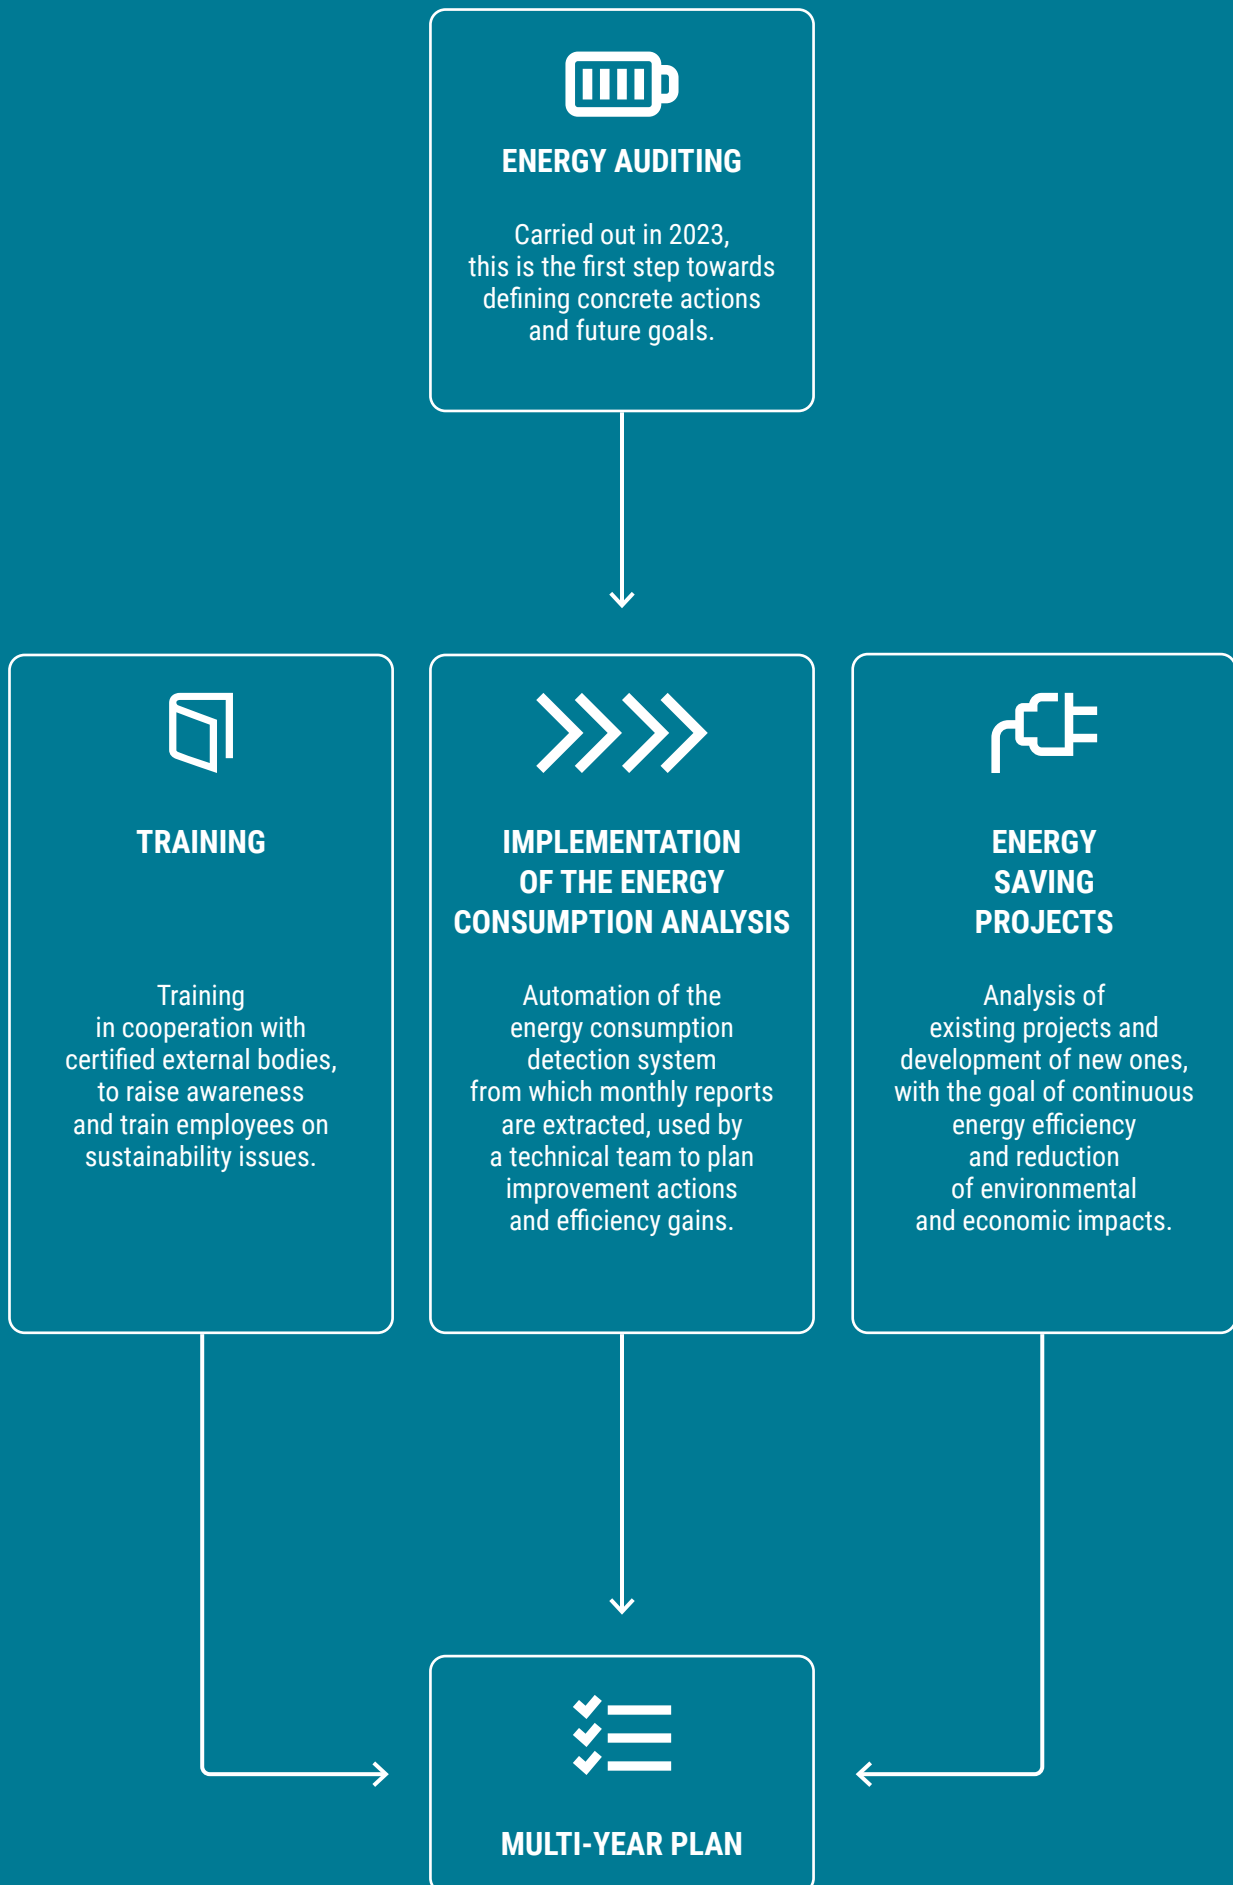 ENERGY AUDITING
Carried out in 2023,
this is the first step towards
defining concrete actions
and future goals.
TRAINING
Training
in cooperation with
certified external bodies,
to raise awareness
and train employees on
sustainability issues.
IMPLEMENTATION
OF THE ENERGY
CONSUMPTION ANALYSIS
Automation of the
energy consumption
detection system
from which monthly reports
are extracted, used by
a technical team to plan
improvement actions
and efficiency gains.
ENERGY
SAVING
PROJECTS
Analysis of
existing projects and
development of new ones,
with the goal of continuous
energy efficiency
and reduction
of environmental
and economic impacts.
MULTI-YEAR PLAN